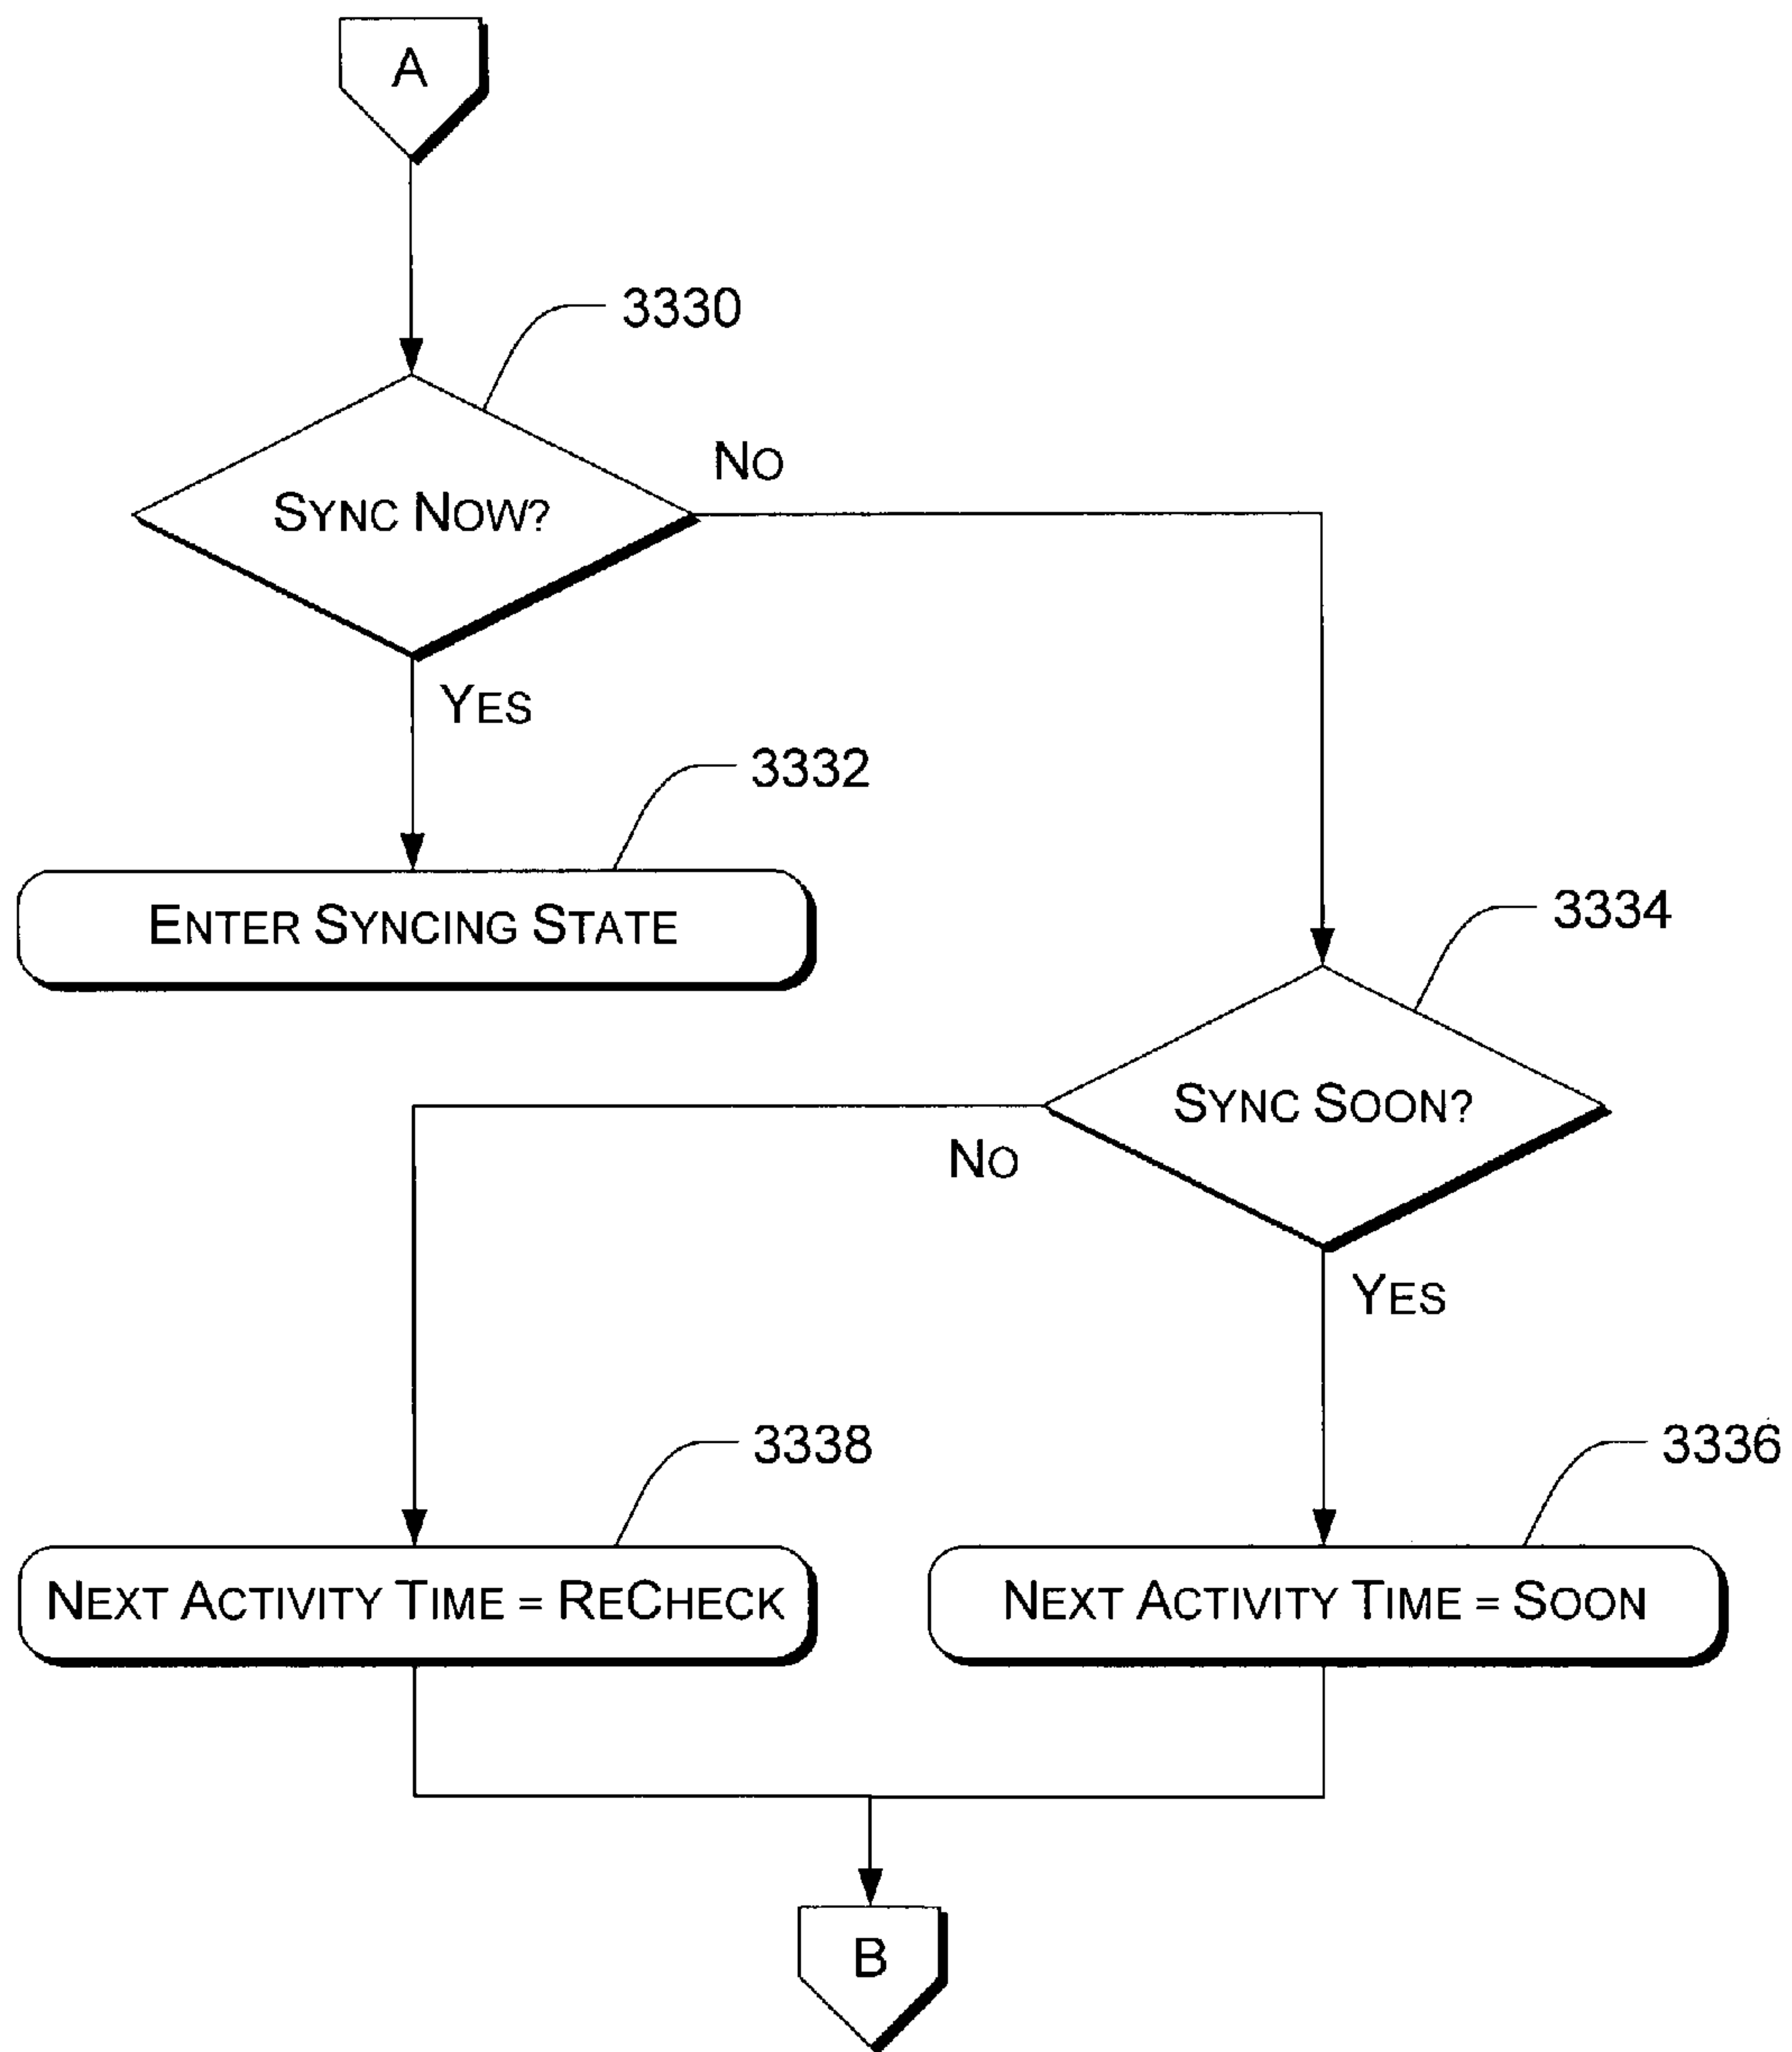 A
3330
No
Sync Now?
Yes
3332
Enter Syncing State
3334
Sync Soon?
No
Yes
3338
3336
Next Activity Time = ReCheck
Next Activity Time = Soon
B